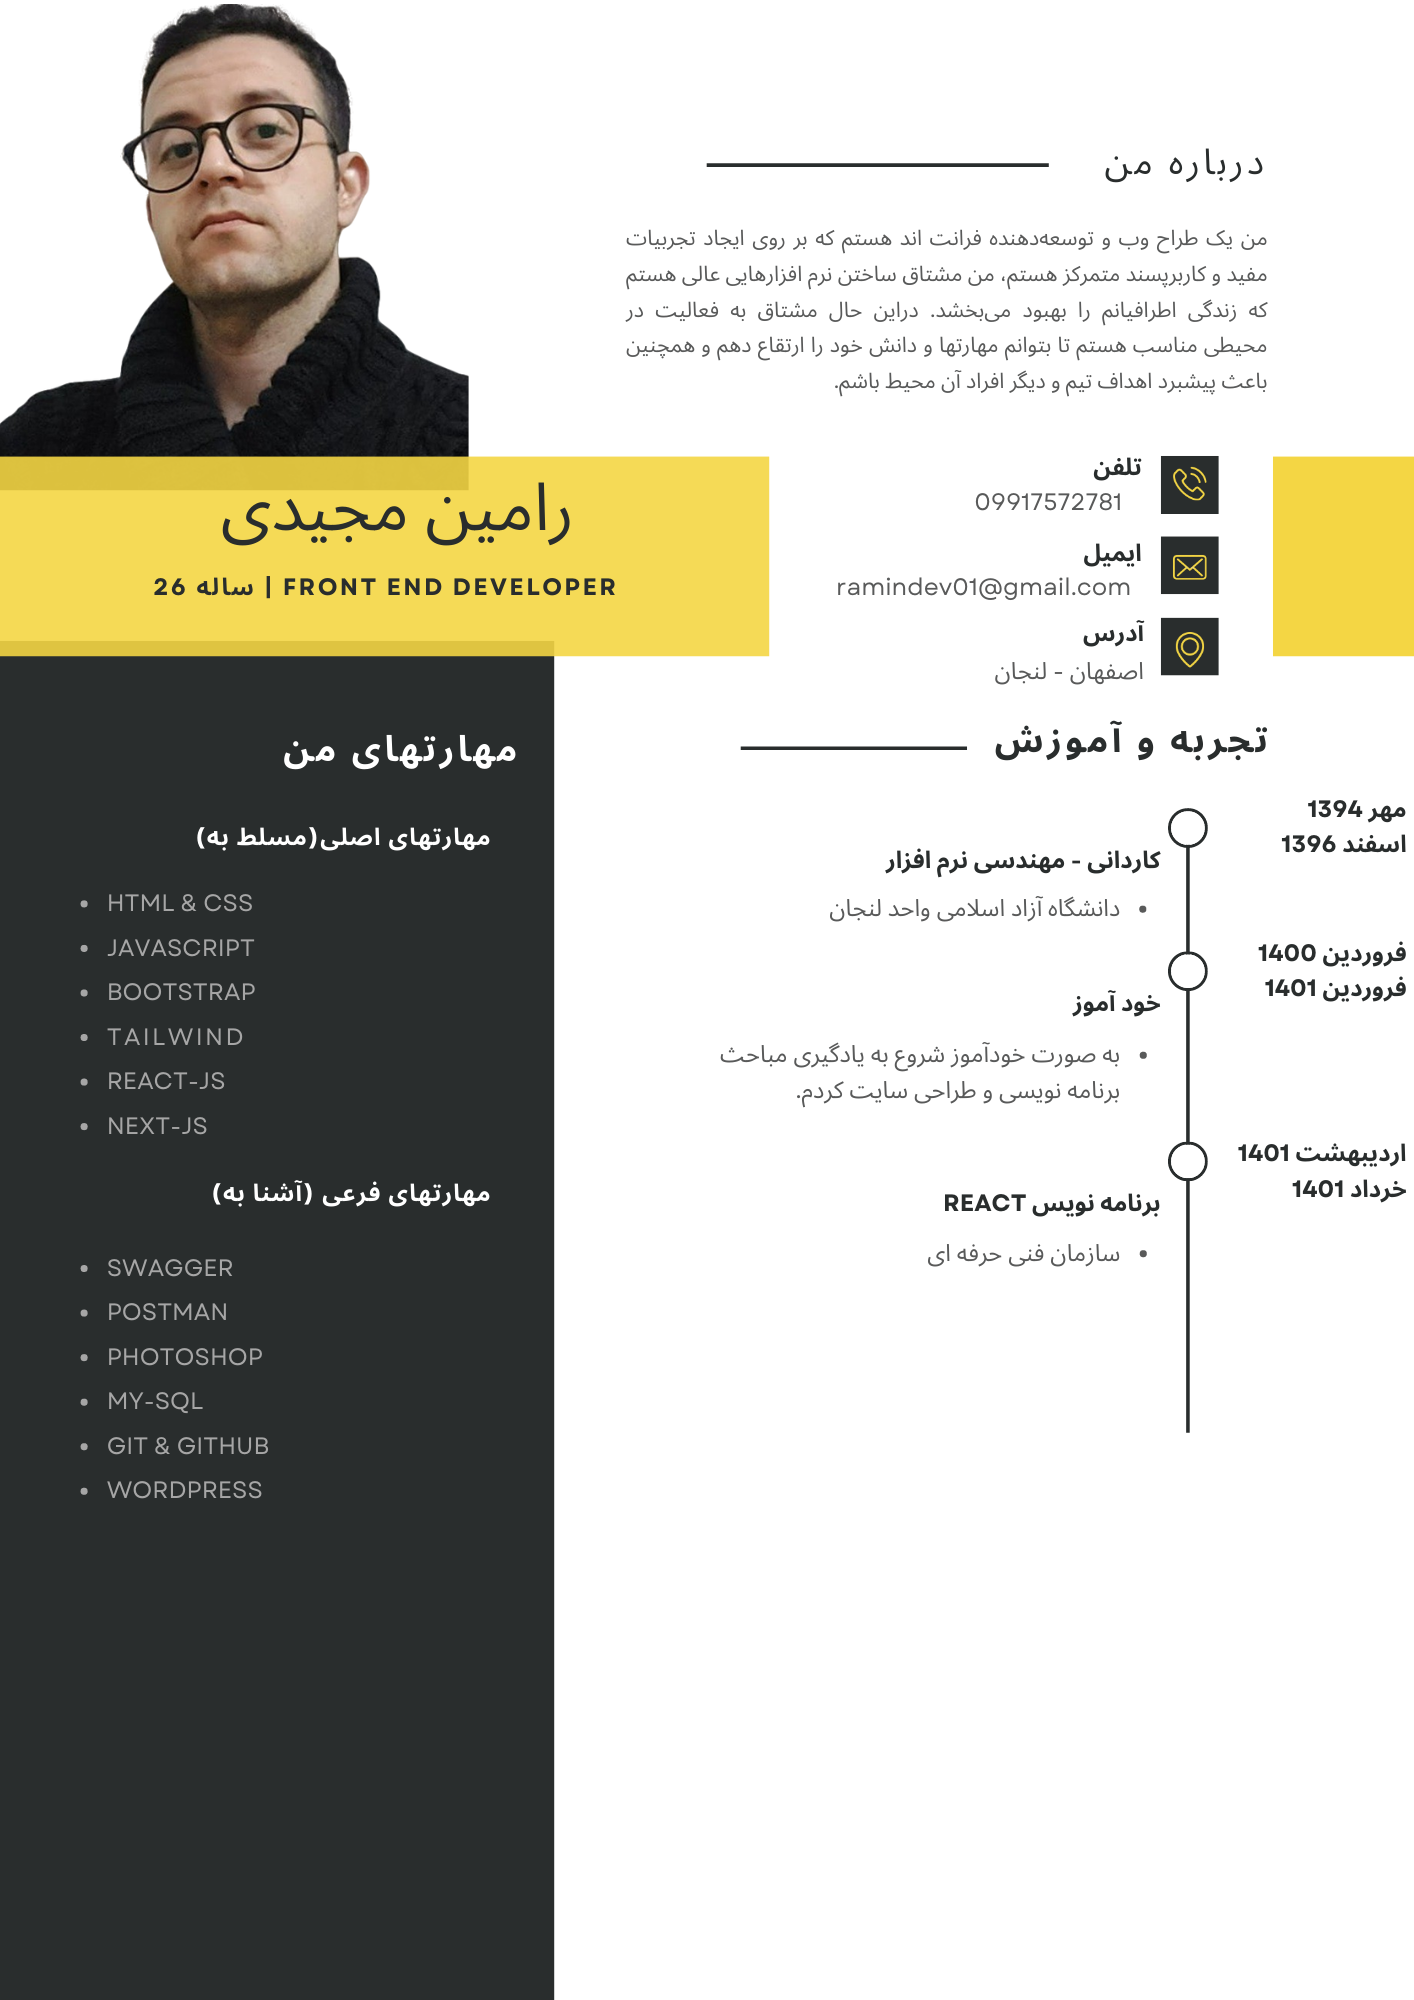 درباره من
من یک طراح وب و توسعه‌دهنده فرانت اند هستم که بر روی ایجاد تجربیات
مفید و کاربرپسند متمرکز هستم، من مشتاق ساختن نرم افزارهایی عالی هستم
که زندگی اطرافیانم را بهبود می‌بخشد. دراین حال مشتاق به فعالیت در
محیطی مناسب هستم تا بتوانم مهارتها و دانش خود را ارتقاع دهم و همچنین
باعث پیشبرد اهداف تیم و دیگر افراد آن محیط باشم.
رامین مجیدی
26 ساله | FRONT END DEVELOPER
تلفن
09917572781
ایمیل
ramindev01@gmail.com
آدرس
اصفهان - لنجان
تجربه و آموزش
مهر 1394
اسفند 1396
کاردانی - مهندسی نرم افزار
• دانشگاه آزاد اسلامی واحد لنجان
فروردین 1400
فروردین 1401
خود آموز
• به صورت خودآموز شروع به یادگیری مباحث
برنامه نویسی و طراحی سایت کردم.
اردیبهشت 1401
خرداد 1401
برنامه نویس REACT
• سازمان فنی حرفه ای
مهارتهای من
مهارتهای اصلی(مسلط به)
• HTML & CSS
• JAVASCRIPT
• BOOTSTRAP
• TAILWIND
• REACT-JS
• NEXT-JS
مهارتهای فرعی (آشنا به)
• SWAGGER
• POSTMAN
• PHOTOSHOP
• MY-SQL
• GIT & GITHUB
• WORDPRESS